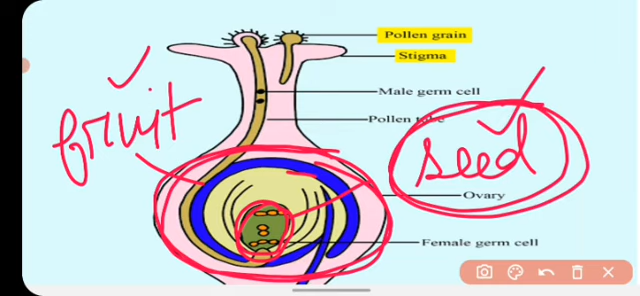 Pollen grain
Stigma
Male germ cell
Pollen tube
fruit
seed
Ovary
Female germ cell